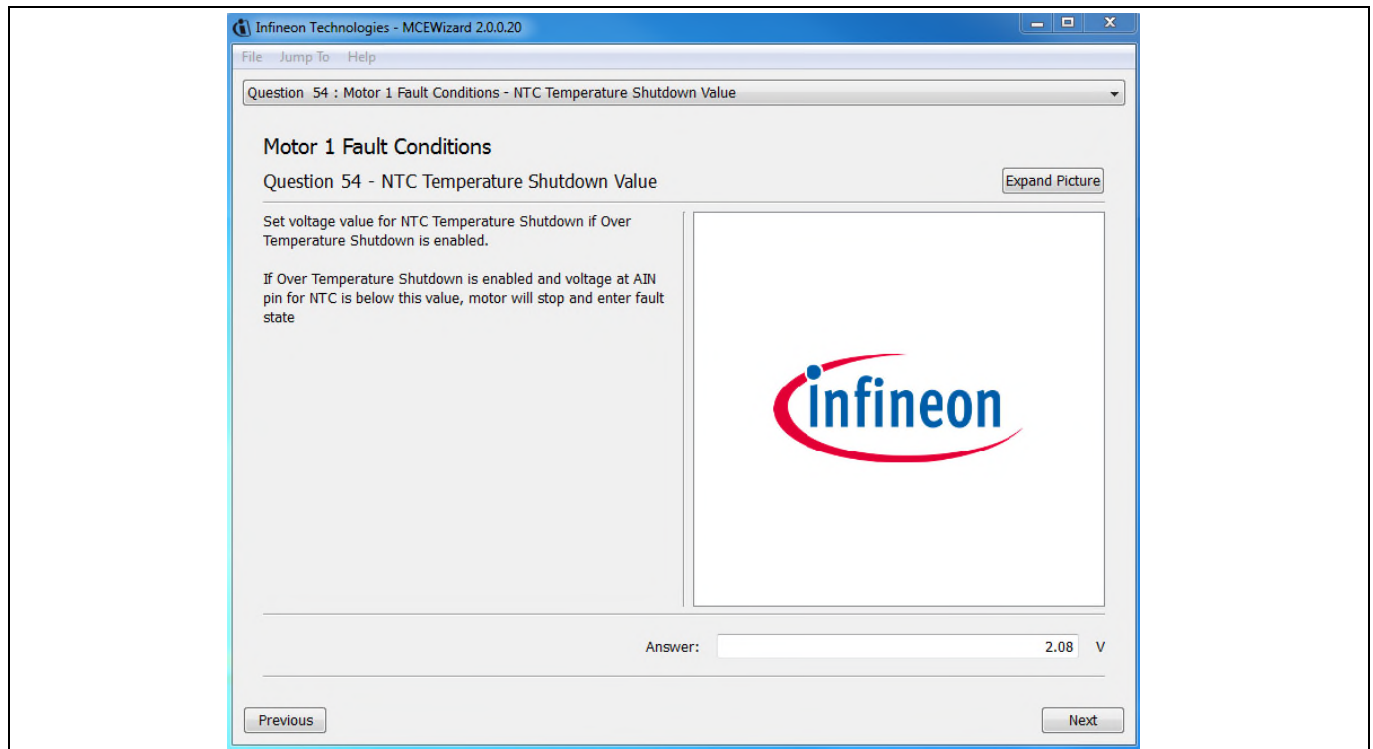 Infineon Technologies - MCEWizard 2.0.0.20
File Jump To Help
Question 54 : Motor 1 Fault Conditions - NTC Temperature Shutdown Value
Motor 1 Fault Conditions
Question 54 - NTC Temperature Shutdown Value
Expand Picture
Set voltage value for NTC Temperature Shutdown if Over
Temperature Shutdown is enabled.
If Over Temperature Shutdown is enabled and voltage at AIN
pin for NTC is below this value, motor will stop and enter fault
state
infineon
Answer: 2.08 V
Previous Next